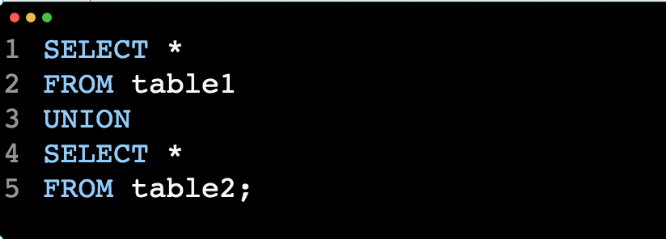 1 SELECT *
2 FROM table1
3 UNION
4 SELECT *
5 FROM table2;